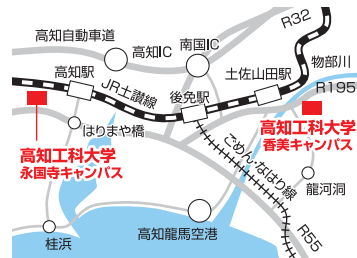 R32
高知自動車道
高知IC
南国IC
物部川
高知駅
土佐山田駅
R195
JR土讃線
後免駅
はりまや橋
高知工科大学
永国寺キャンパス
高知工科大学
香美キャンパス
ごめん・なはり線
龍河洞
桂浜
高知龍馬空港
R55